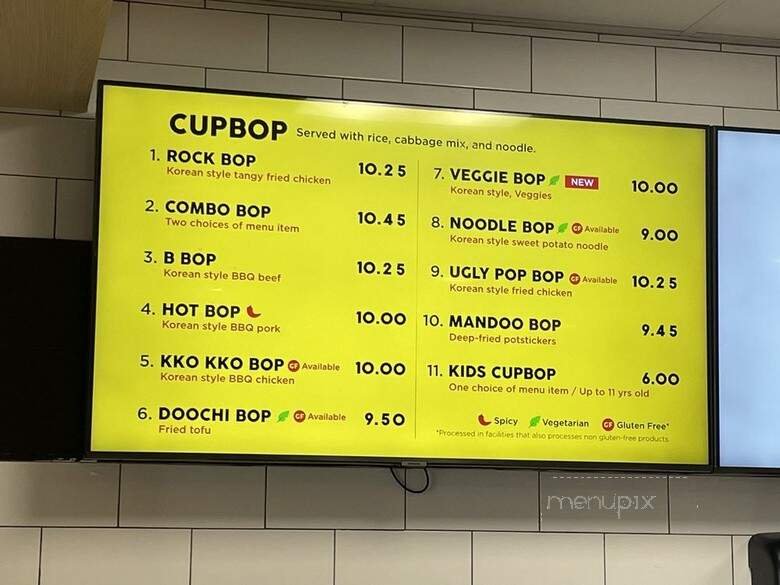 CUPBOP Served with rice, cabbage mix, and noodle.
1. ROCK BOP 10.25
Korean style tangy fried chicken
2. COMBO BOP 10.45
Two choices of menu item
3. B BOP 10.25
Korean style BBQ beef
4. HOT BOP 10.00
Korean style BBQ pork
5. KKO KKO BOP GF Available 10.00
Korean style BBQ chicken
6. DOOCHI BOP GF Available 9.50
Fried tofu
7. VEGGIE BOP NEW 10.00
Korean style, Veggies
8. NOODLE BOP GF Available 9.00
Korean style sweet potato noodle
9. UGLY POP BOP GF Available 10.25
Korean style fried chicken
10. MANDOO BOP 9.45
Deep-fried potstickers
11. KIDS CUPBOP 6.00
One choice of menu item / Up to 11 yrs old
Spicy Vegetarian GF Gluten Free*
*Processed in facilities that also processes non gluten-free products.
menupix